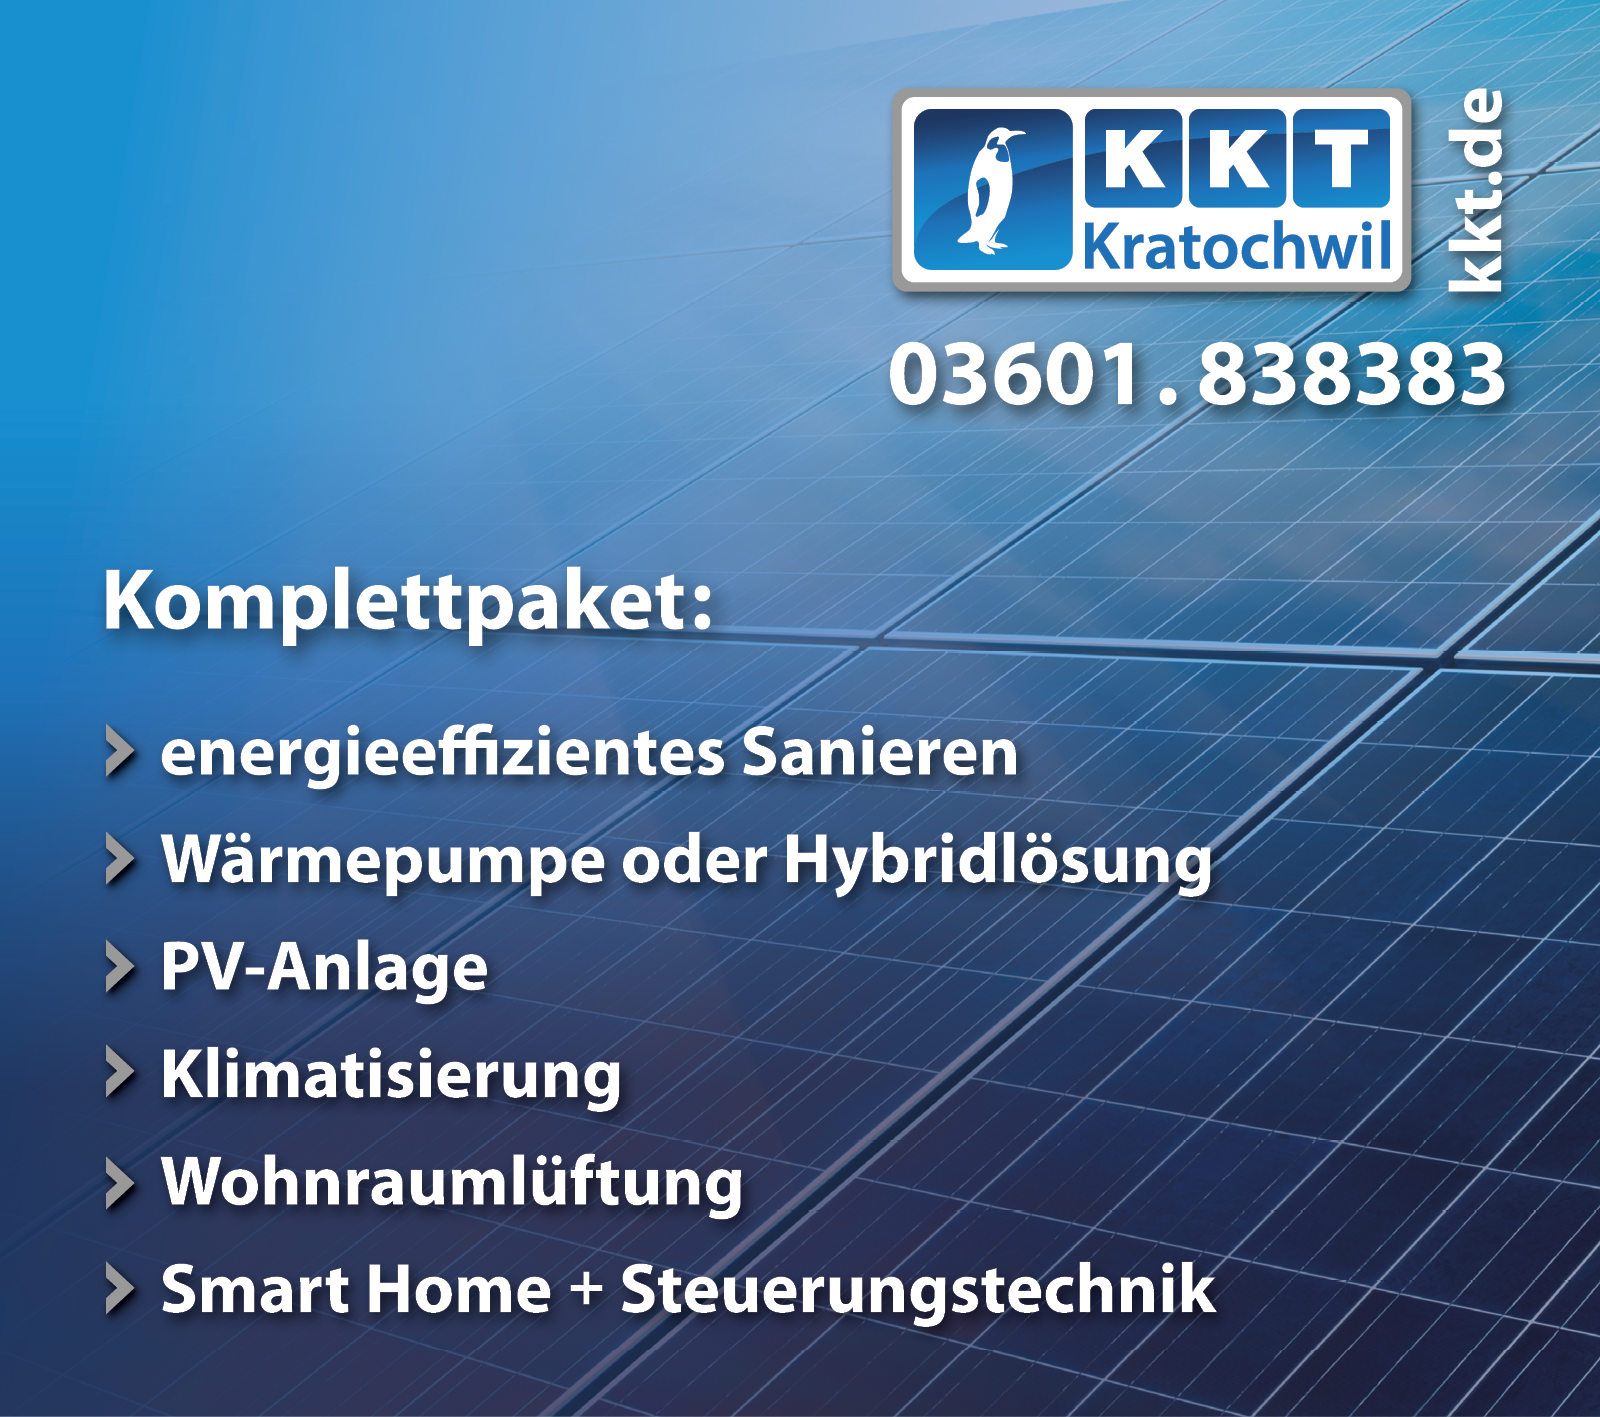 KKT
Kratochwil
kkt.de
03601.838383
Komplettpaket:
energieeffizientes Sanieren
Wärmepumpe oder Hybridlösung
PV-Anlage
Klimatisierung
Wohnraumlüftung
Smart Home + Steuerungstechnik